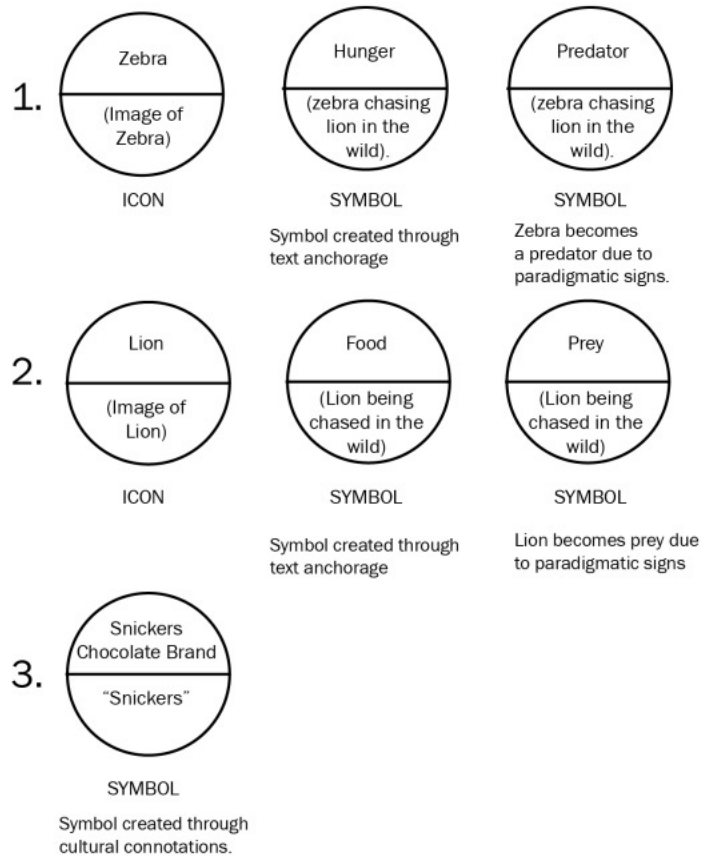 1.
Zebra
(Image of
Zebra)
ICON
Hunger
(zebra chasing
lion in the
wild).
SYMBOL
Symbol created through
text anchorage
Predator
(zebra chasing
lion in the
wild).
SYMBOL
Zebra becomes
a predator due to
paradigmatic signs.
2.
Lion
(Image of
Lion)
ICON
Food
(Lion being
chased in the
wild)
SYMBOL
Symbol created through
text anchorage
Prey
(Lion being
chased in the
wild)
SYMBOL
Lion becomes prey due
to paradigmatic signs
3.
Snickers
Chocolate Brand
“Snickers”
SYMBOL
Symbol created through
cultural connotations.